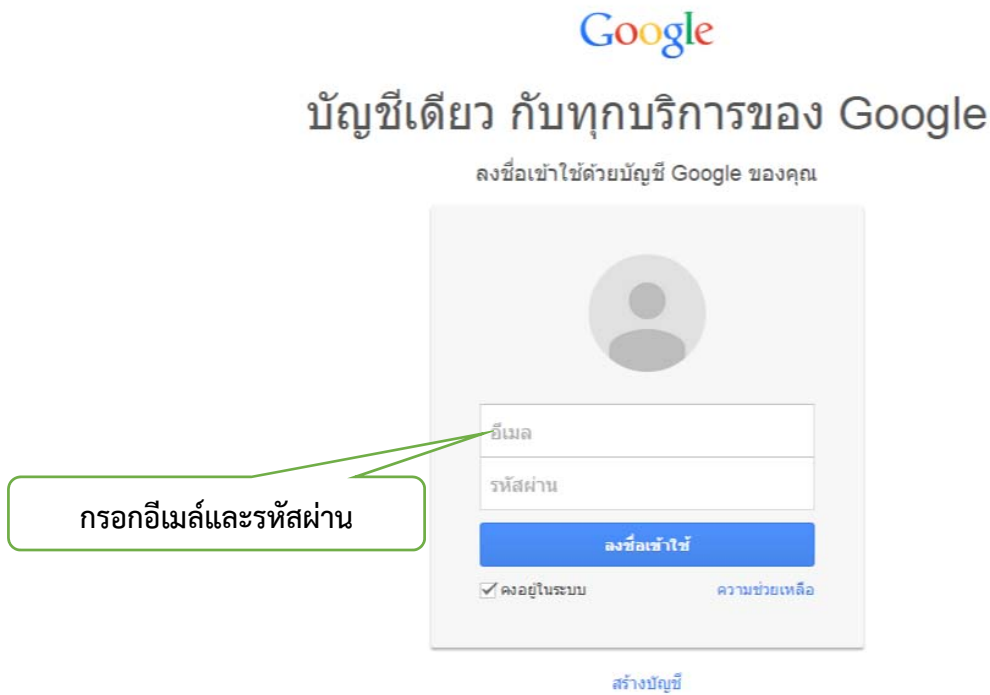 Google
บัญชีเดียว กับทุกบริการของ Google
ลงชื่อเข้าใช้ด้วยบัญชี Google ของคุณ
อีเมล
รหัสผ่าน
กรอกอีเมล์และรหัสผ่าน
ลงชื่อเข้าใช้
คงอยู่ในระบบ ความช่วยเหลือ
สร้างบัญชี